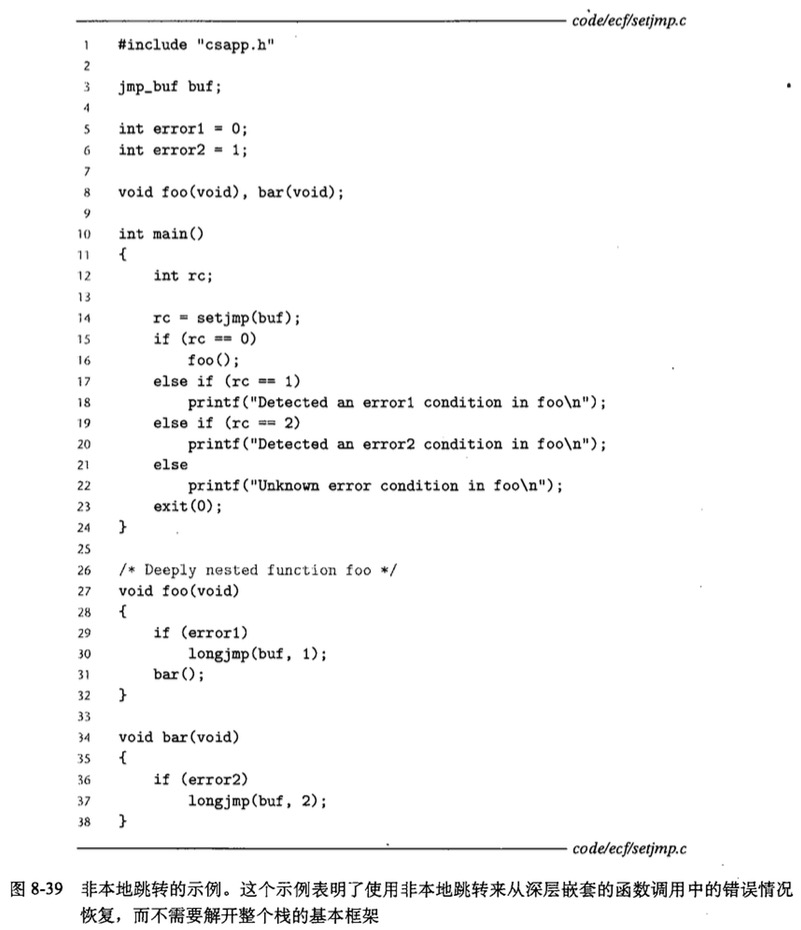 code/ecf/setjmp.c
1 #include "csapp.h"
2
3 jmp_buf buf;
4
5 int error1 = 0;
6 int error2 = 1;
7
8 void foo(void), bar(void);
9
10 int main()
11 {
12     int rc;
13
14     rc = setjmp(buf);
15     if (rc == 0)
16         foo();
17     else if (rc == 1)
18         printf("Detected an error1 condition in foo\n");
19     else if (rc == 2)
20         printf("Detected an error2 condition in foo\n");
21     else
22         printf("Unknown error condition in foo\n");
23     exit(0);
24 }
25
26 /* Deeply nested function foo */
27 void foo(void)
28 {
29     if (error1)
30         longjmp(buf, 1);
31     bar();
32 }
33
34 void bar(void)
35 {
36     if (error2)
37         longjmp(buf, 2);
38 }
code/ecf/setjmp.c
图 8-39 非本地跳转的示例。这个示例表明了使用非本地跳转来从深层嵌套的函数调用中的错误情况
恢复，而不需要解开整个栈的基本框架